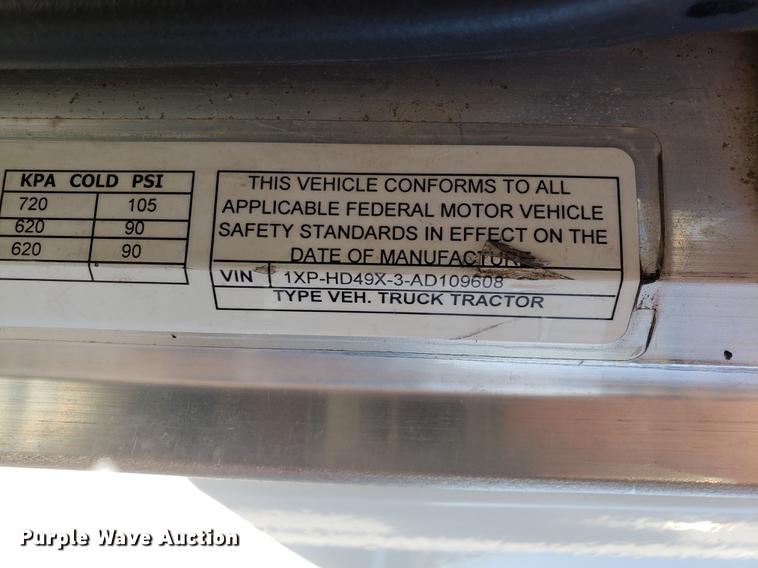 KPA COLD PSI
720 105
620 90
620 90
THIS VEHICLE CONFORMS TO ALL
APPLICABLE FEDERAL MOTOR VEHICLE
SAFETY STANDARDS IN EFFECT ON THE
DATE OF MANUFACTURE
VIN 1XP-HD49X-3-AD109608
TYPE VEH. TRUCK TRACTOR
Purple Wave Auction